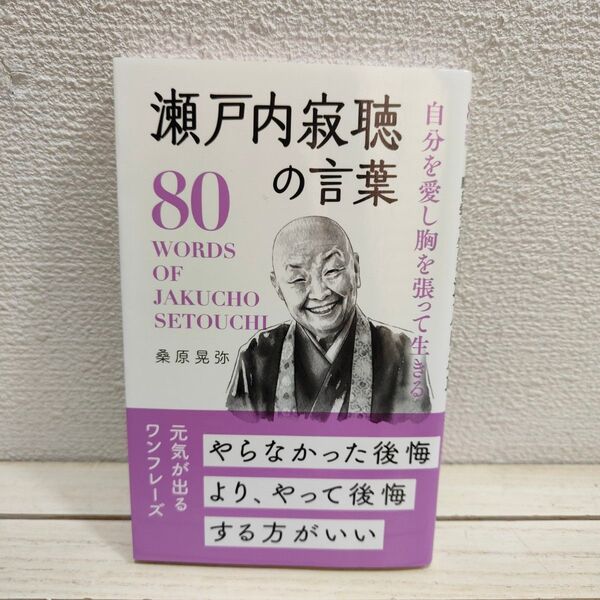 瀬戸内寂聴
の言葉
自分を愛し胸を張って生きる
80
WORDS
OF
JAKUCHO
SETOUCHI
桑原晃弥
元気が出る
ワンフレーズ
やらなかった後悔
より、やって後悔
する方がいい